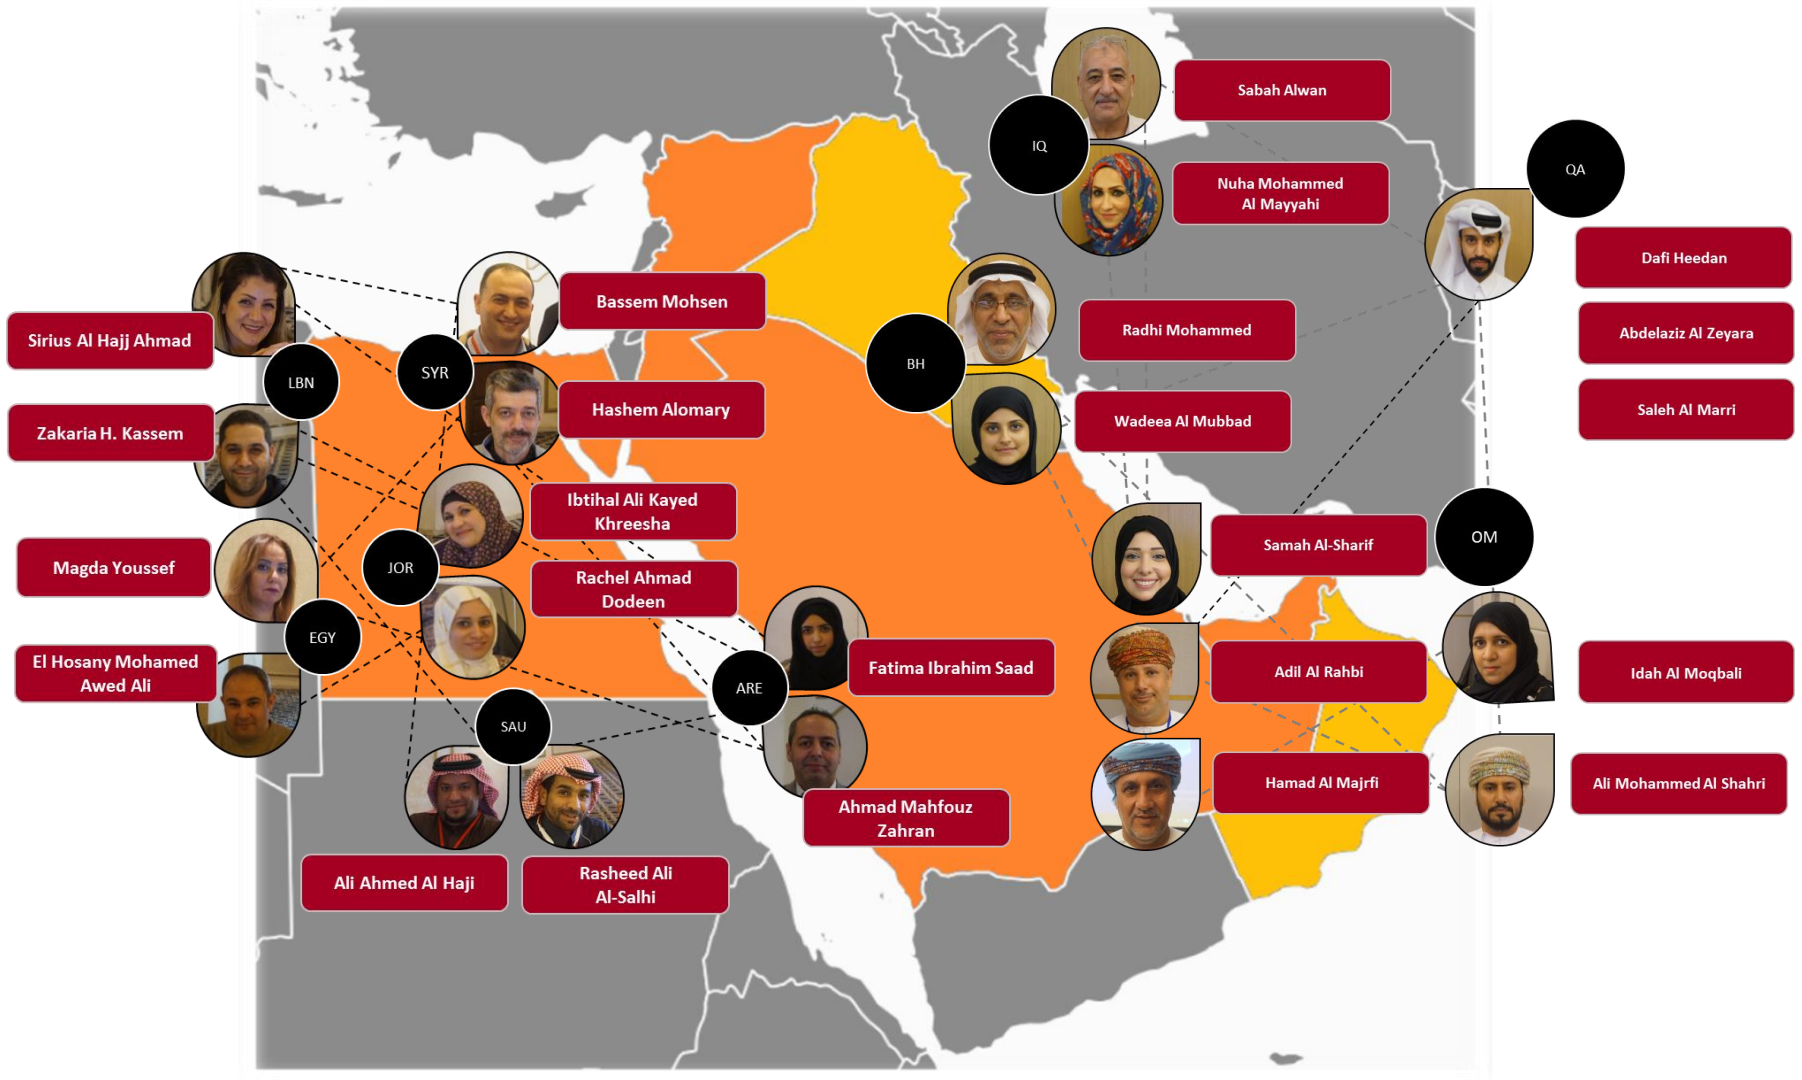 Sabah Alwan
IQ
QA
Nuha Mohammed
Al Mayyahi
Dafi Heedan
Bassem Mohsen
Sirius Al Hajj Ahmad
Radhi Mohammed
Abdelaziz Al Zeyara
LBN
SYR
BH
Hashem Alomary
Saleh Al Marri
Zakaria H. Kassem
Wadeea Al Mubbad
Ibtihal Ali Kayed
Khreesha
Samah Al-Sharif
OM
Magda Youssef
JOR
Rachel Ahmad
Dodeen
EGY
El Hosany Mohamed
Awed Ali
Fatima Ibrahim Saad
Adil Al Rahbi
Idah Al Moqbali
ARE
SAU
Hamad Al Majrfi
Ali Mohammed Al Shahri
Ahmad Mahfouz
Zahran
Ali Ahmed Al Haji
Rasheed Ali
Al-Salhi